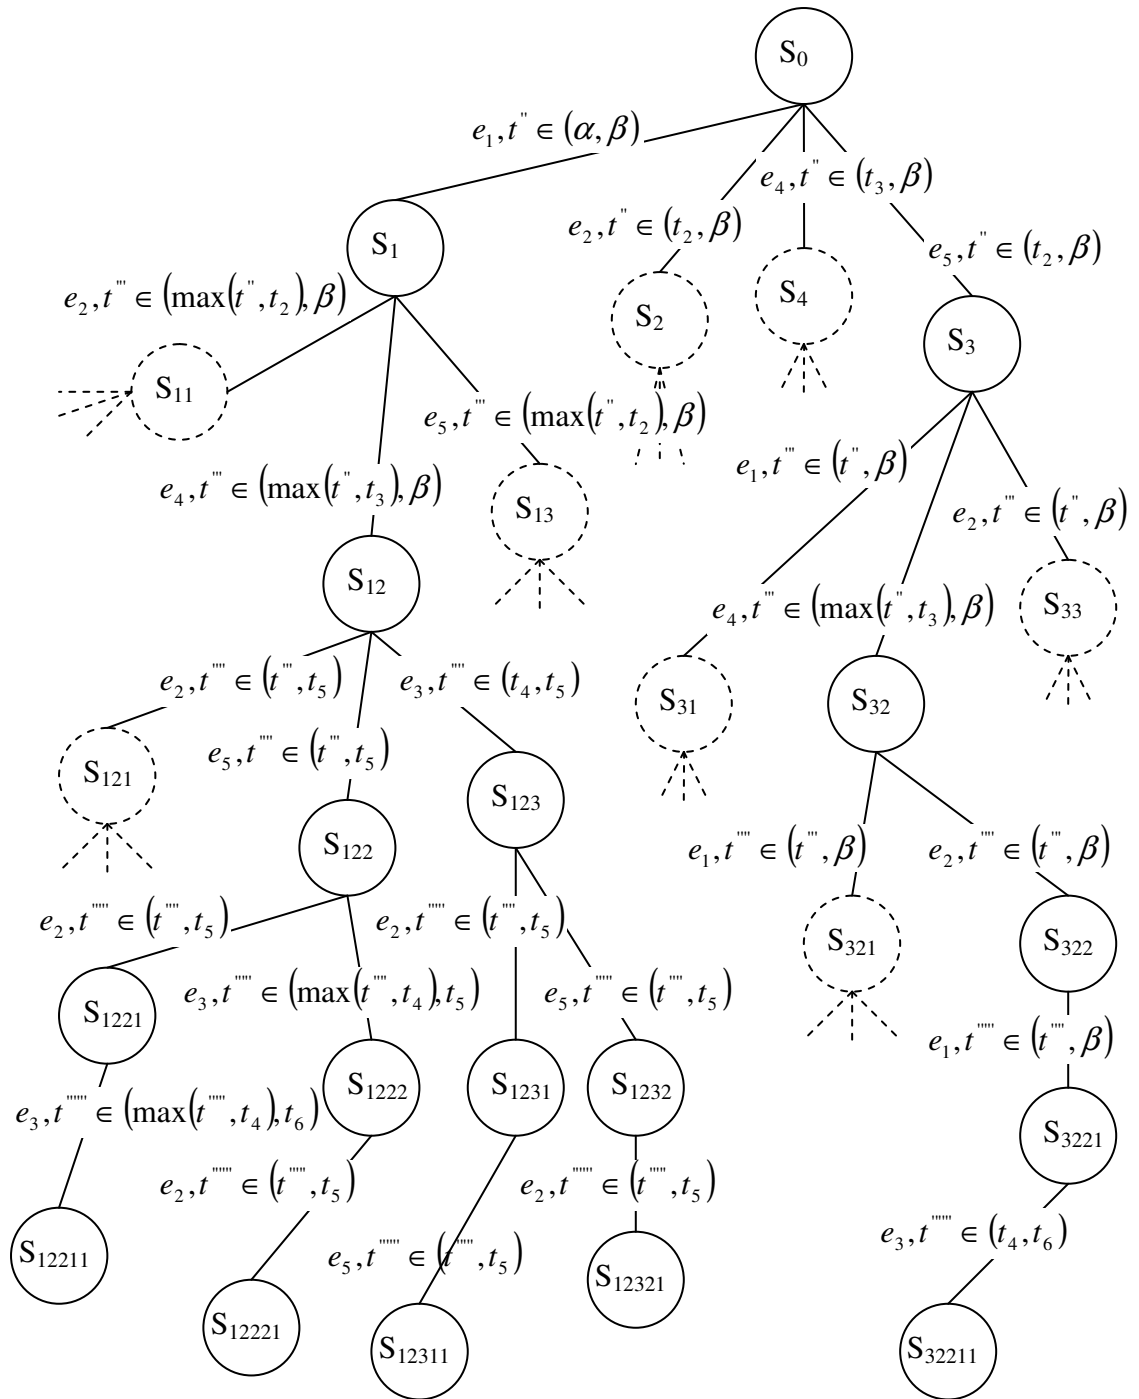 S₀
e₁, t'' ∈ (α, β)
e₄, t'' ∈ (t₃, β)
e₂, t'' ∈ (t₂, β)
e₅, t'' ∈ (t₂, β)
S₁
e₂, t''' ∈ (max(t'', t₂), β)
S₂
S₄
S₃
S₁₁
e₅, t''' ∈ (max(t'', t₂), β)
e₁, t''' ∈ (t'', β)
e₄, t''' ∈ (max(t'', t₃), β)
S₁₃
e₂, t''' ∈ (t'', β)
S₁₂
e₄, t''' ∈ (max(t'', t₃), β)
S₃₃
e₂, t'''' ∈ (t''', t₅)
e₃, t'''' ∈ (t₄, t₅)
S₃₁
S₃₂
e₅, t'''' ∈ (t''', t₅)
S₁₂₁
S₁₂₃
S₁₂₂
e₁, t'''' ∈ (t''', β)
e₂, t'''' ∈ (t''', β)
e₂, t''''' ∈ (t'''', t₅)
e₂, t''''' ∈ (t'''', t₅)
S₃₂₁
S₃₂₂
e₃, t''''' ∈ (max(t'''', t₄), t₅)
e₅, t''''' ∈ (t'''', t₅)
S₁₂₂₁
e₁, t''''' ∈ (t'''', β)
S₁₂₂₂
S₁₂₃₁
S₁₂₃₂
e₃, t'''''' ∈ (max(t''''', t₄), t₆)
S₃₂₂₁
e₂, t'''''' ∈ (t''''', t₅)
e₂, t'''''' ∈ (t''''', t₅)
e₃, t'''''' ∈ (t₄, t₆)
S₁₂₂₁₁
e₅, t'''''' ∈ (t''''', t₅)
S₁₂₃₂₁
S₁₂₂₂₁
S₁₂₃₁₁
S₃₂₂₁₁